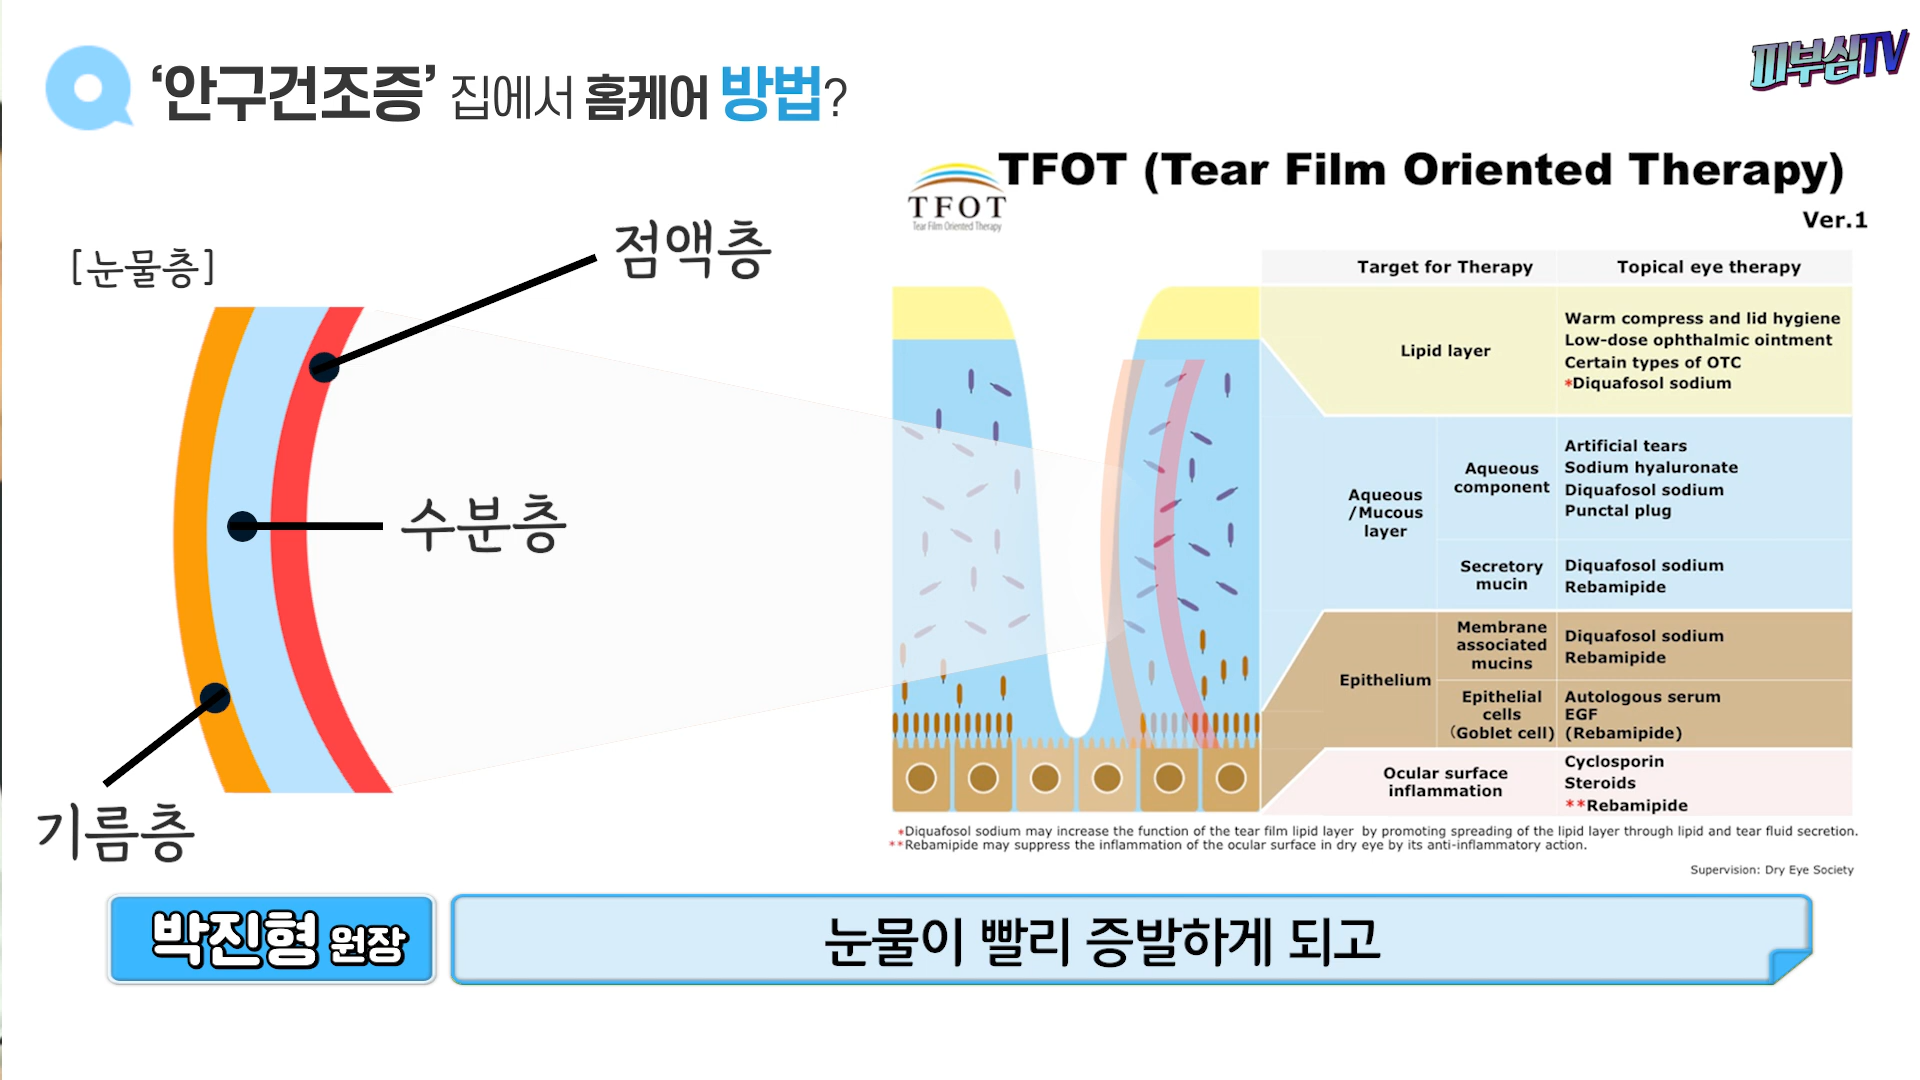 ‘안구건조증’ 집에서 홈케어 방법?
피부심TV
[눈물층]
점액층
수분층
기름층
TFOT (Tear Film Oriented Therapy)
TFOT
Tear Film Oriented Therapy
Ver.1
Target for Therapy
Topical eye therapy
Lipid layer
Warm compress and lid hygiene
Low-dose ophthalmic ointment
Certain types of OTC
*Diquafosol sodium
Aqueous
/Mucous
layer
Aqueous
component
Artificial tears
Sodium hyaluronate
Diquafosol sodium
Punctal plug
Secretory
mucin
Diquafosol sodium
Rebamipide
Epithelium
Membrane
associated
mucins
Diquafosol sodium
Rebamipide
Epithelial
cells
(Goblet cell)
Autologous serum
EGF
(Rebamipide)
Ocular surface
inflammation
Cyclosporin
Steroids
**Rebamipide
*Diquafosol sodium may increase the function of the tear film lipid layer by promoting spreading of the lipid layer through lipid and tear fluid secretion.
**Rebamipide may suppress the inflammation of the ocular surface in dry eye by its anti-inflammatory action.
Supervision: Dry Eye Society
박진형 원장
눈물이 빨리 증발하게 되고